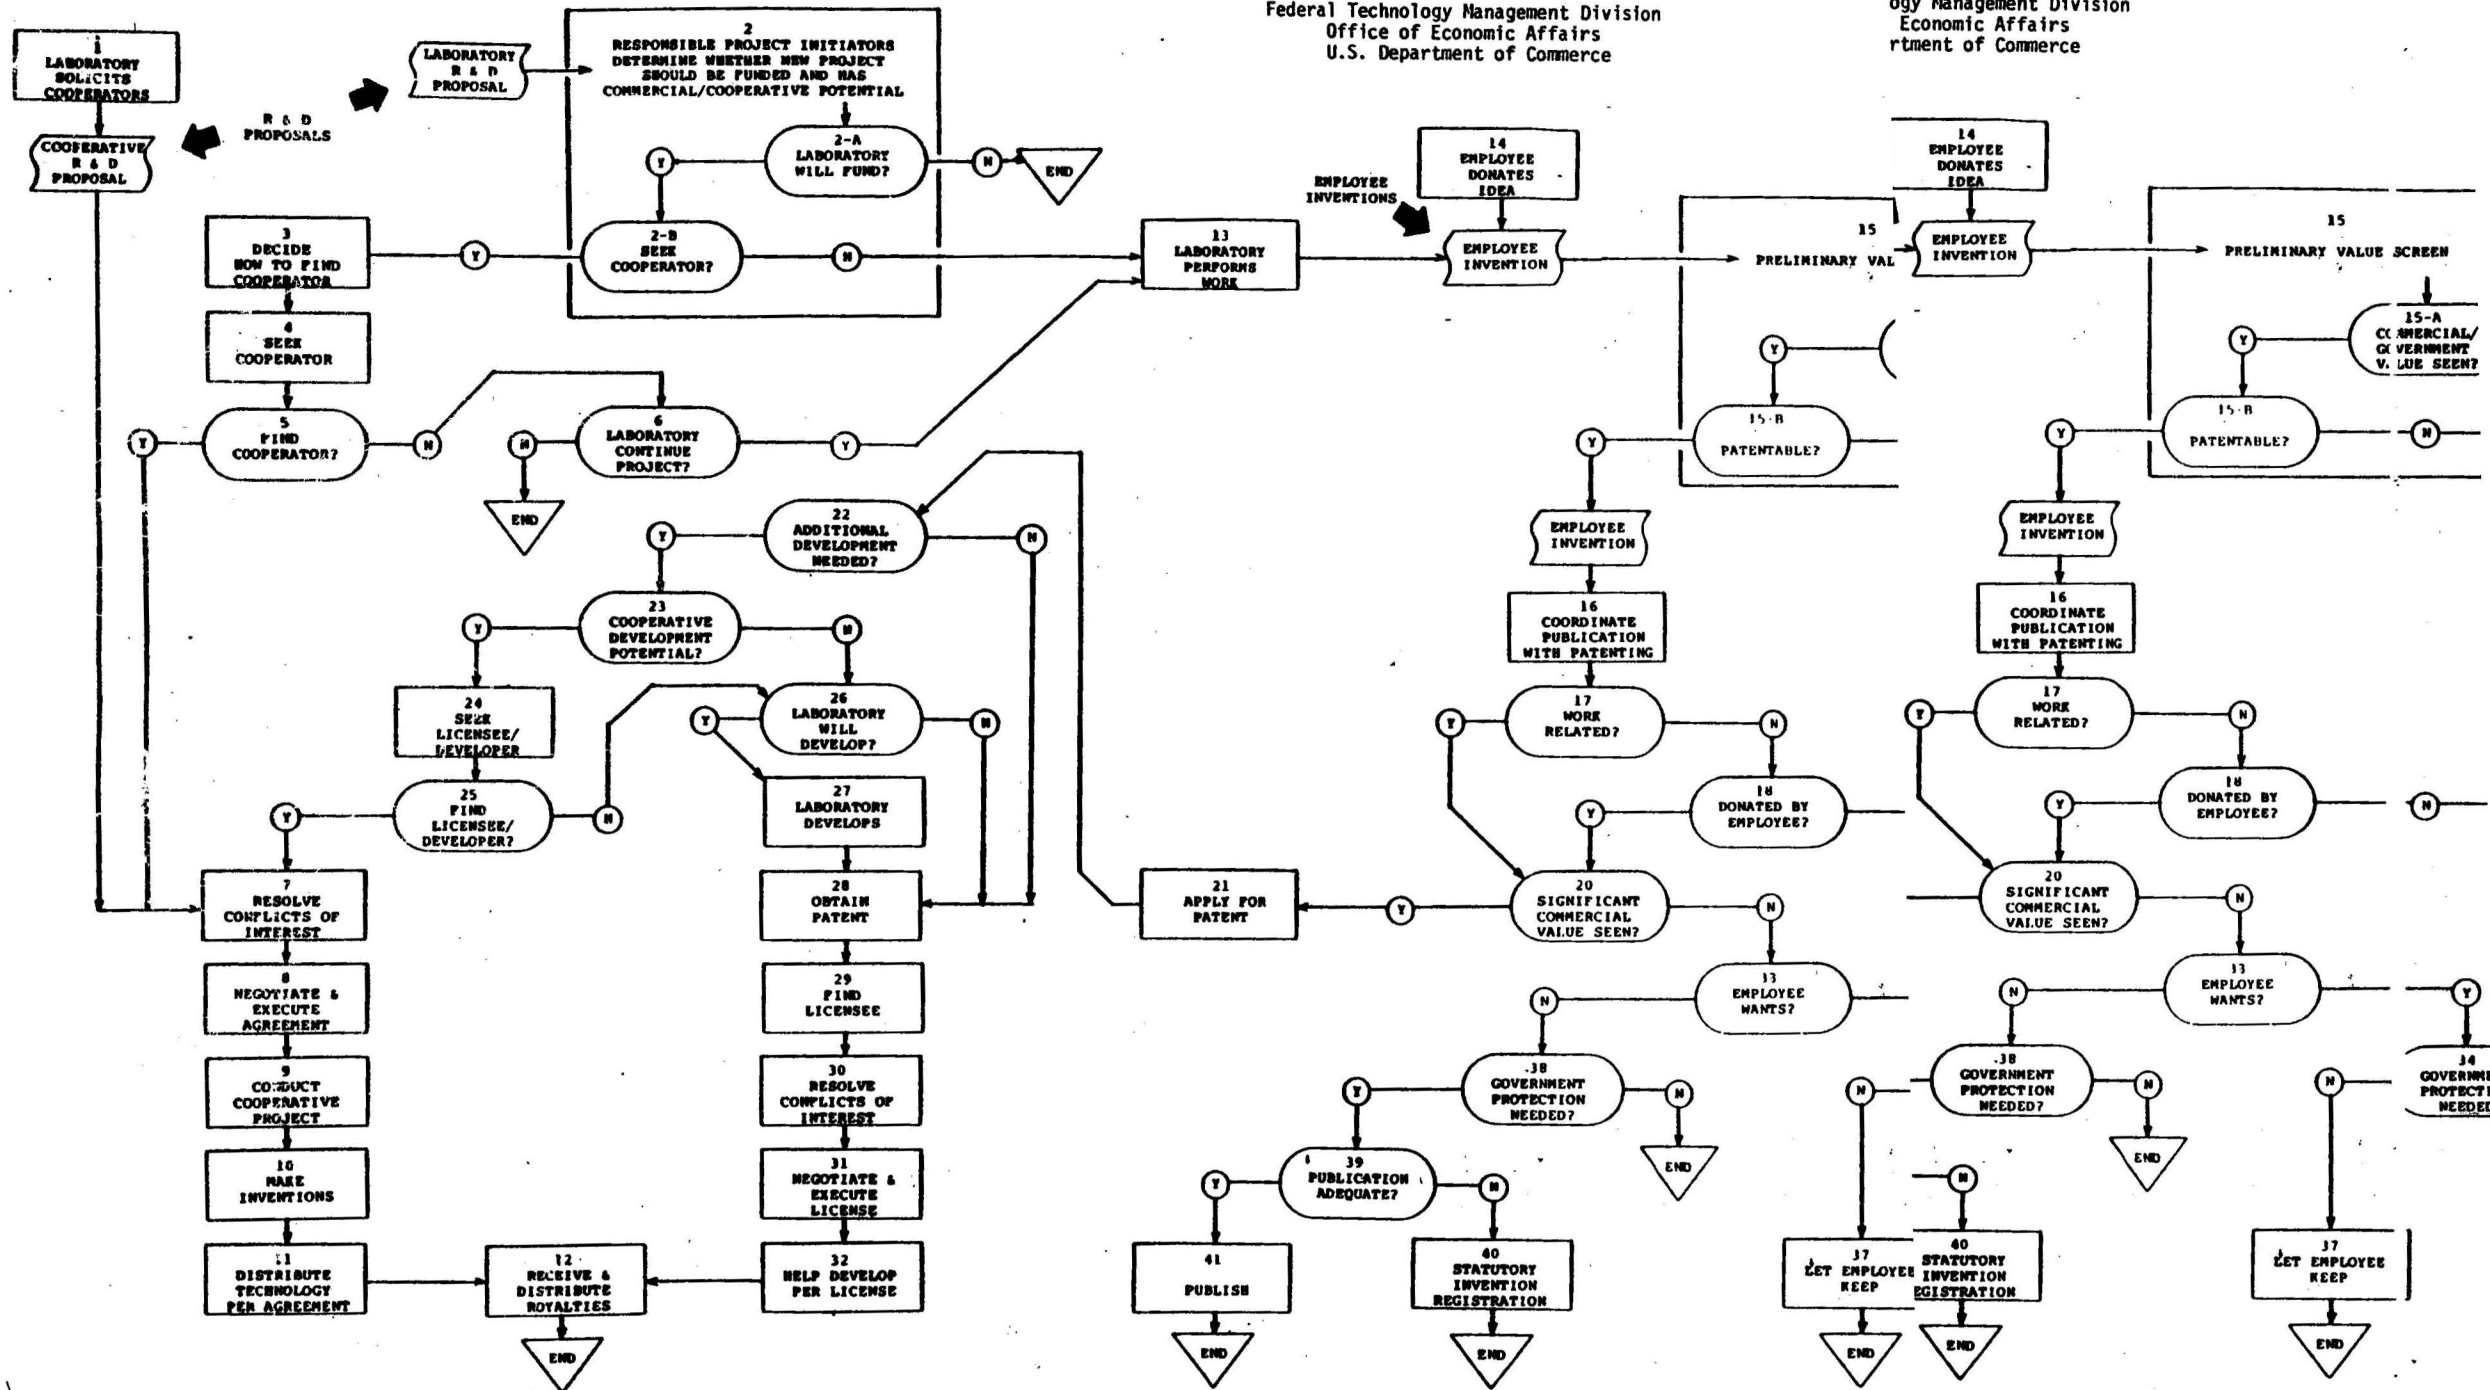 Federal Technology Management Division
Office of Economic Affairs
U.S. Department of Commerce
ogy Management Division
Economic Affairs
rtment of Commerce
1
LABORATORY
SOLICITS
COOPERATORS
COOPERATIVE
R & D
PROPOSAL
R & D
PROPOSALS
LABORATORY
R & D
PROPOSAL
2
RESPONSIBLE PROJECT INITIATORS
DETERMINE WHETHER NEW PROJECT
SHOULD BE FUNDED AND HAS
COMMERCIAL/COOPERATIVE POTENTIAL
2-A
LABORATORY
WILL FUND?
Y
N
END
2-B
SEEK
COOPERATOR?
Y
N
3
DECIDE
HOW TO FIND
COOPERATOR
4
SEEK
COOPERATOR
5
FIND
COOPERATOR?
Y
N
6
LABORATORY
CONTINUE
PROJECT?
N
Y
END
13
LABORATORY
PERFORMS
WORK
22
ADDITIONAL
DEVELOPMENT
NEEDED?
Y
N
23
COOPERATIVE
DEVELOPMENT
POTENTIAL?
Y
N
24
SEEK
LICENSEE/
DEVELOPER
25
FIND
LICENSEE/
DEVELOPER?
Y
N
26
LABORATORY
WILL
DEVELOP?
Y
N
27
LABORATORY
DEVELOPS
28
OBTAIN
PATENT
29
FIND
LICENSEE
30
RESOLVE
CONFLICTS OF
INTEREST
31
NEGOTIATE &
EXECUTE
LICENSE
32
HELP DEVELOP
PER LICENSE
7
RESOLVE
CONFLICTS OF
INTEREST
8
NEGOTIATE &
EXECUTE
AGREEMENT
9
CONDUCT
COOPERATIVE
PROJECT
10
MAKE
INVENTIONS
11
DISTRIBUTE
TECHNOLOGY
PER AGREEMENT
12
RECEIVE &
DISTRIBUTE
ROYALTIES
END
EMPLOYEE
INVENTIONS
14
EMPLOYEE
DONATES
IDEA
EMPLOYEE
INVENTION
15
PRELIMINARY VAL
Y
15-B
PATENTABLE?
Y
EMPLOYEE
INVENTION
16
COORDINATE
PUBLICATION
WITH PATENTING
17
WORK
RELATED?
Y
N
18
DONATED BY
EMPLOYEE?
Y
20
SIGNIFICANT
COMMERCIAL
VALUE SEEN?
Y
N
21
APPLY FOR
PATENT
33
EMPLOYEE
WANTS?
N
38
GOVERNMENT
PROTECTION
NEEDED?
Y
N
END
39
PUBLICATION
ADEQUATE?
Y
N
41
PUBLISH
END
40
STATUTORY
INVENTION
REGISTRATION
END
N
37
LET EMPLOYEE
KEEP
END
14
EMPLOYEE
DONATES
IDEA
EMPLOYEE
INVENTION
15
PRELIMINARY VALUE SCREEN
15-A
COMMERCIAL/
GOVERNMENT
VALUE SEEN?
Y
15-B
PATENTABLE?
Y
N
EMPLOYEE
INVENTION
16
COORDINATE
PUBLICATION
WITH PATENTING
17
WORK
RELATED?
Y
N
18
DONATED BY
EMPLOYEE?
Y
N
20
SIGNIFICANT
COMMERCIAL
VALUE SEEN?
N
33
EMPLOYEE
WANTS?
N
Y
38
GOVERNMENT
PROTECTION
NEEDED?
N
END
34
GOVERNME
PROTECTI
NEEDED
N
N
40
STATUTORY
INVENTION
EGISTRATION
END
37
LET EMPLOYEE
KEEP
END